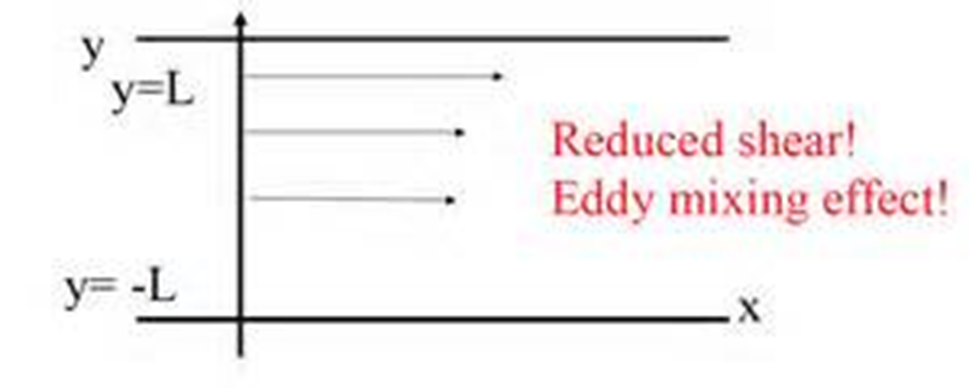 y
y=L
Reduced shear!
Eddy mixing effect!
y= -L
x